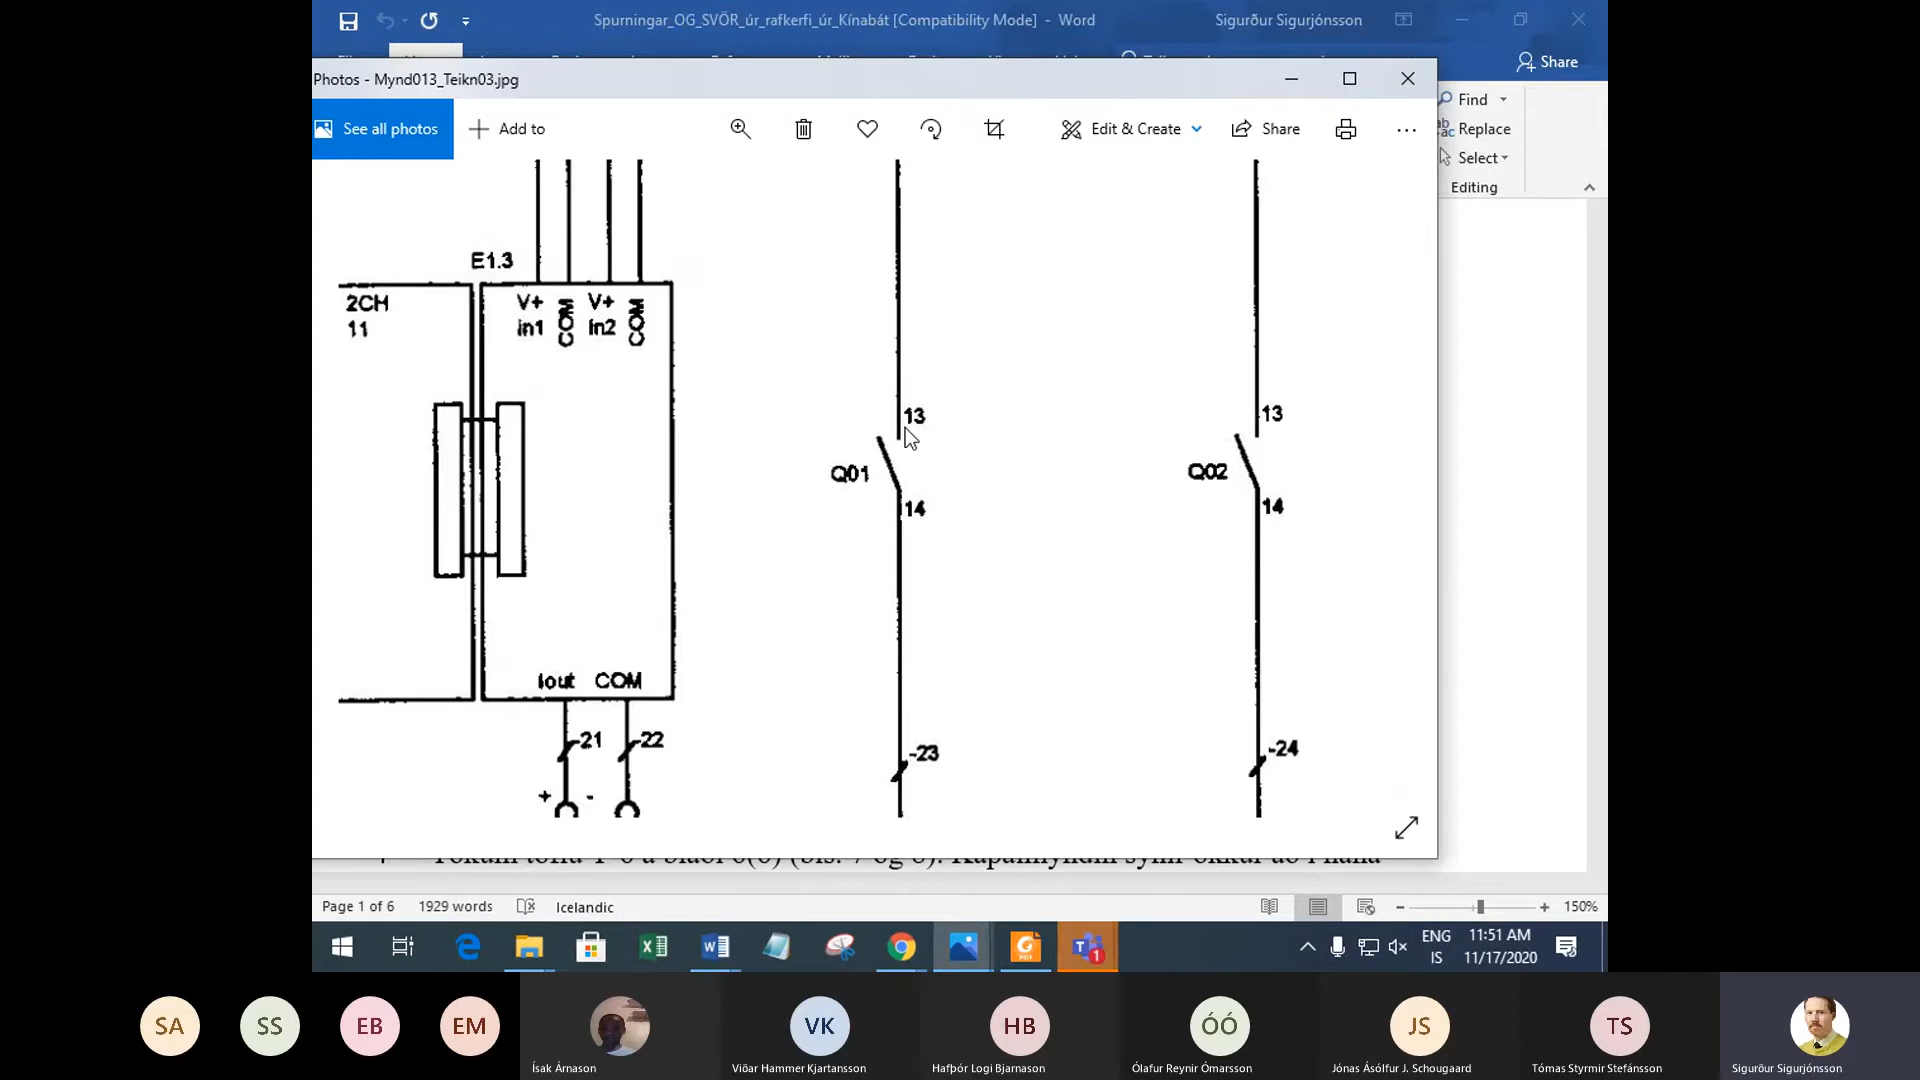 Spurningar_OG_SVÖR_úr_rafkerfi_úr_Kínabát [Compatibility Mode] - Word
Sigurður Sigurjónsson
Share
Photos - Mynd013_Teikn03.jpg
See all photos
Add to
Edit & Create
Share
Find
Replace
Select
Editing
E1.3
2CH
11
V+
in1
COM
V+
in2
COM
13
Q01
14
13
Q02
14
Iout COM
-21
-22
+
-
-23
-24
Page 1 of 6
1929 words
Icelandic
150%
ENG
IS
11:51 AM
11/17/2020
1
SA
SS
EB
EM
VK
HB
ÓÓ
JS
TS
Ísak Árnason
Viðar Hammer Kjartansson
Hafþór Logi Bjarnason
Ólafur Reynir Ómarsson
Jónas Ásólfur J. Schougaard
Tómas Styrmir Stefánsson
Sigurður Sigurjónsson